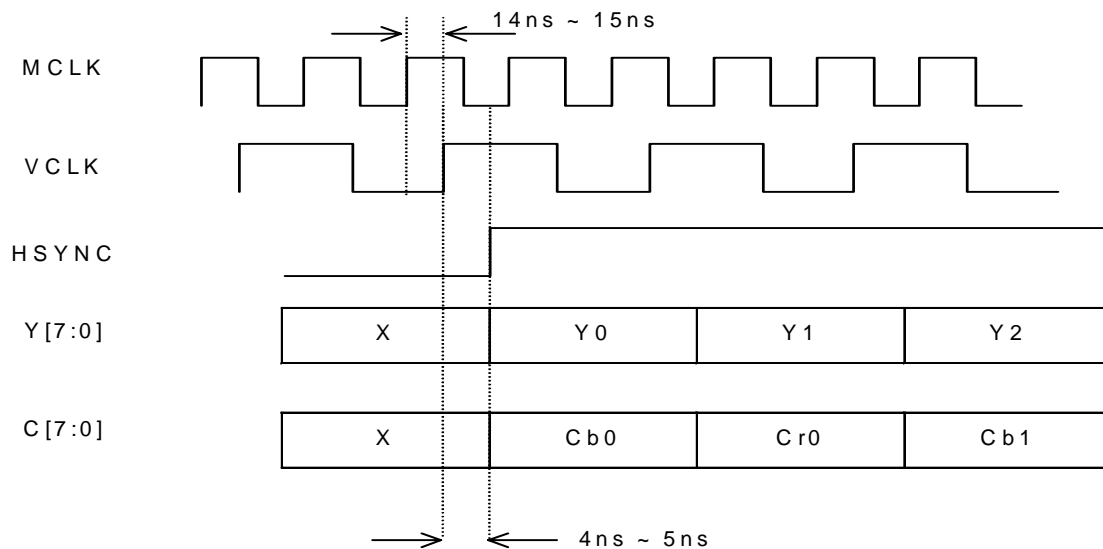 14ns ~ 15ns
MCLK
VCLK
HSYNC
Y[7:0]
X
Y0
Y1
Y2
C[7:0]
X
Cb0
Cr0
Cb1
4ns ~ 5ns